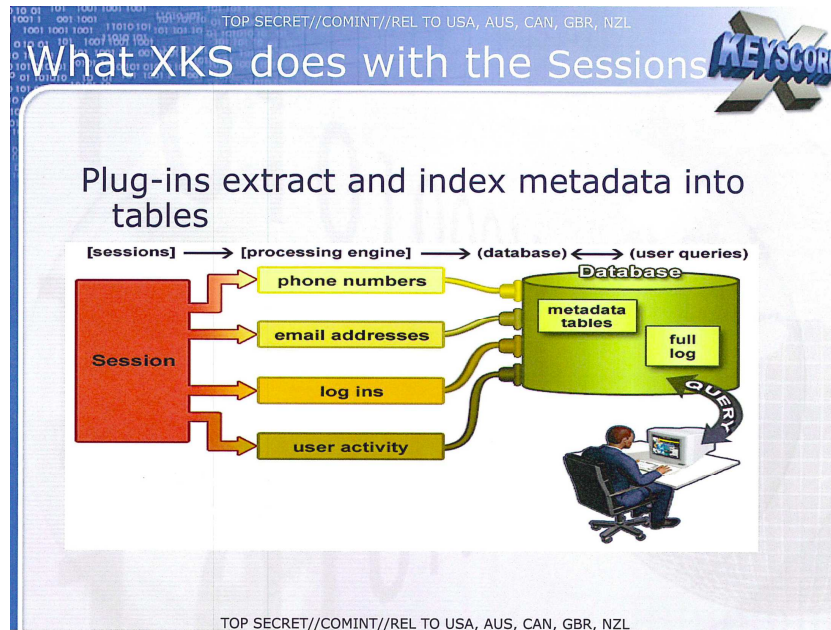 TOP SECRET//COMINT//REL TO USA, AUS, CAN, GBR, NZL
What XKS does with the Sessions
KEYSCORE
X
Plug-ins extract and index metadata into
tables
[sessions] ⟶ [processing engine] ⟶ (database) ⟷ (user queries)
Database
Session
phone numbers
email addresses
log ins
user activity
metadata
tables
full
log
QUERY
TOP SECRET//COMINT//REL TO USA, AUS, CAN, GBR, NZL